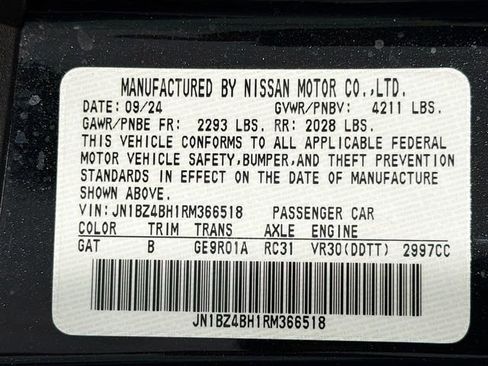 MANUFACTURED BY NISSAN MOTOR CO.,LTD.
DATE: 09/24 GVWR/PNBV: 4211 LBS.
GAWR/PNBE FR: 2293 LBS. RR: 2028 LBS.
THIS VEHICLE CONFORMS TO ALL APPLICABLE FEDERAL
MOTOR VEHICLE SAFETY,BUMPER,AND THEFT PREVENTION
STANDARDS IN EFFECT ON THE DATE OF MANUFACTURE
SHOWN ABOVE.
VIN: JN1BZ4BH1RM366518 PASSENGER CAR
COLOR TRIM TRANS AXLE ENGINE
GAT B GE9R01A RC31 VR30(DDTT) 2997CC
JN1BZ4BH1RM366518